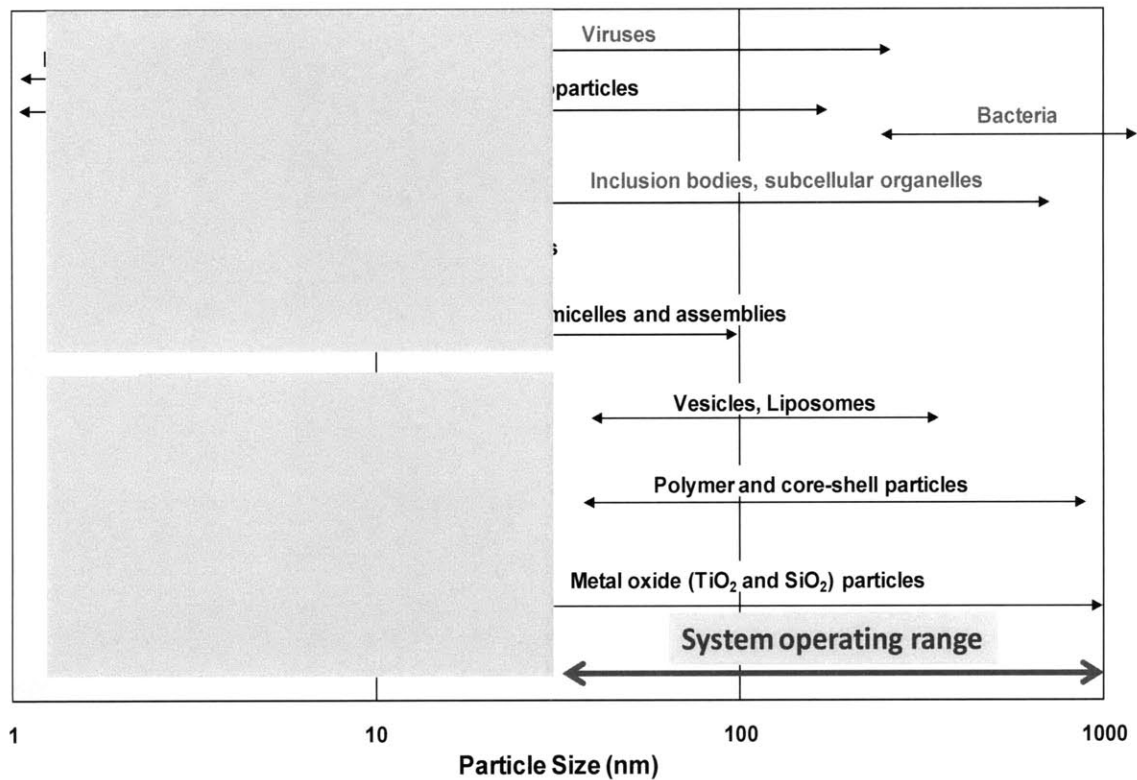 Viruses
oparticles
Bacteria
Inclusion bodies, subcellular organelles
s
micelles and assemblies
Vesicles, Liposomes
Polymer and core-shell particles
Metal oxide (TiO₂ and SiO₂) particles
System operating range
1 10 100 1000
Particle Size (nm)